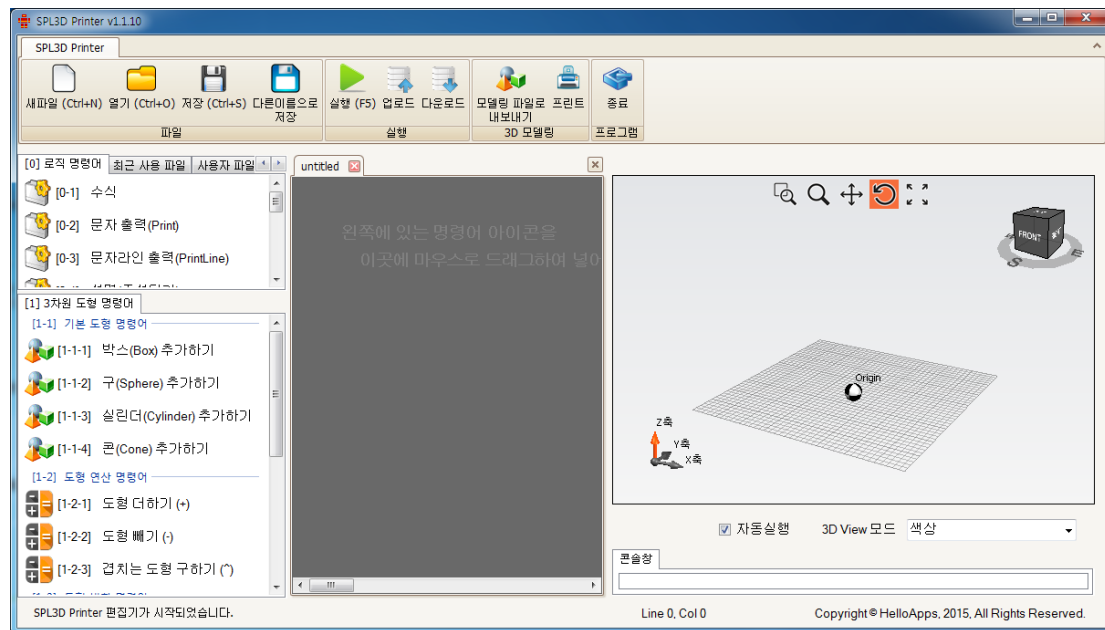 SPL3D Printer v1.1.10
SPL3D Printer
새파일 (Ctrl+N) 열기 (Ctrl+O) 저장 (Ctrl+S) 다른이름으로
저장
실행 (F5) 업로드 다운로드
모델링 파일로
내보내기
프린트
종료
파일
실행
3D 모델링
프로그램
[0] 로직 명령어 최근 사용 파일 사용자 파일
[0-1] 수식
[0-2] 문자 출력(Print)
[0-3] 문자라인 출력(PrintLine)
[1] 3차원 도형 명령어
[1-1] 기본 도형 명령어
[1-1-1] 박스(Box) 추가하기
[1-1-2] 구(Sphere) 추가하기
[1-1-3] 실린더(Cylinder) 추가하기
[1-1-4] 콘(Cone) 추가하기
[1-2] 도형 연산 명령어
[1-2-1] 도형 더하기 (+)
[1-2-2] 도형 빼기 (-)
[1-2-3] 겹치는 도형 구하기 (^)
untitled
왼쪽에 있는 명령어 아이콘을
이곳에 마우스로 드래그하여 넣어
FRONT
S
E
Origin
Z축
Y축
X축
자동실행 3D View 모드 색상
콘솔창
SPL3D Printer 편집기가 시작되었습니다.
Line 0, Col 0
Copyright © HelloApps, 2015, All Rights Reserved.